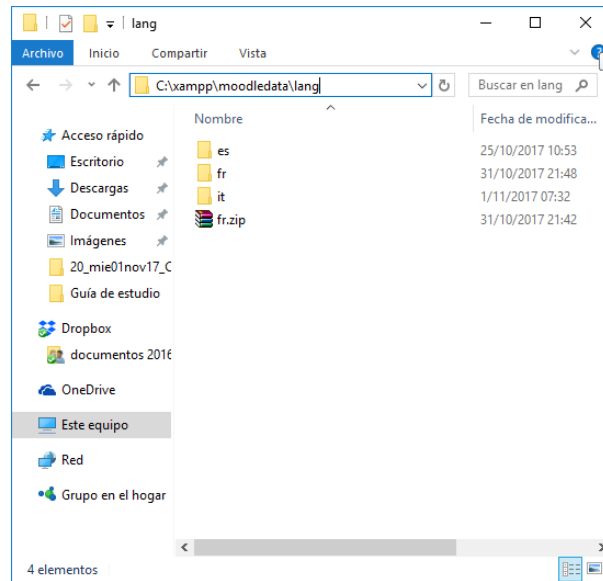 lang
Archivo Inicio Compartir Vista
C:\xampp\moodledata\lang
Buscar en lang
Nombre Fecha de modifica...
Acceso rápido
Escritorio
Descargas
Documentos
Imágenes
20_mie01nov17_C
Guía de estudio
Dropbox
documentos 2016
OneDrive
Este equipo
Red
Grupo en el hogar
es 25/10/2017 10:53
fr 31/10/2017 21:48
it 1/11/2017 07:32
fr.zip 31/10/2017 21:42
4 elementos